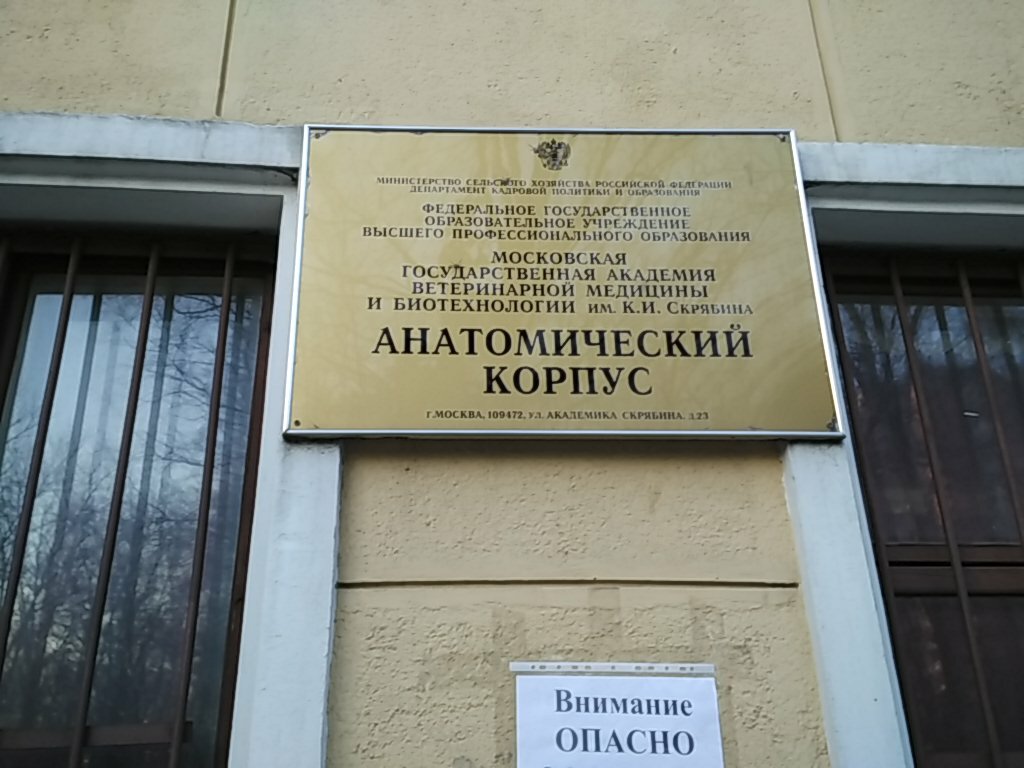 МИНИСТЕРСТВО СЕЛЬСКОГО ХОЗЯЙСТВА РОССИЙСКОЙ ФЕДЕРАЦИИ
ДЕПАРТАМЕНТ КАДРОВОЙ ПОЛИТИКИ И ОБРАЗОВАНИЯ
ФЕДЕРАЛЬНОЕ ГОСУДАРСТВЕННОЕ
ОБРАЗОВАТЕЛЬНОЕ УЧРЕЖДЕНИЕ
ВЫСШЕГО ПРОФЕССИОНАЛЬНОГО ОБРАЗОВАНИЯ
МОСКОВСКАЯ
ГОСУДАРСТВЕННАЯ АКАДЕМИЯ
ВЕТЕРИНАРНОЙ МЕДИЦИНЫ
И БИОТЕХНОЛОГИИ ИМ. К.И. СКРЯБИНА
АНАТОМИЧЕСКИЙ
КОРПУС
Г.МОСКВА, 109472, УЛ. АКАДЕМИКА СКРЯБИНА. Д.23
Внимание
ОПАСНО